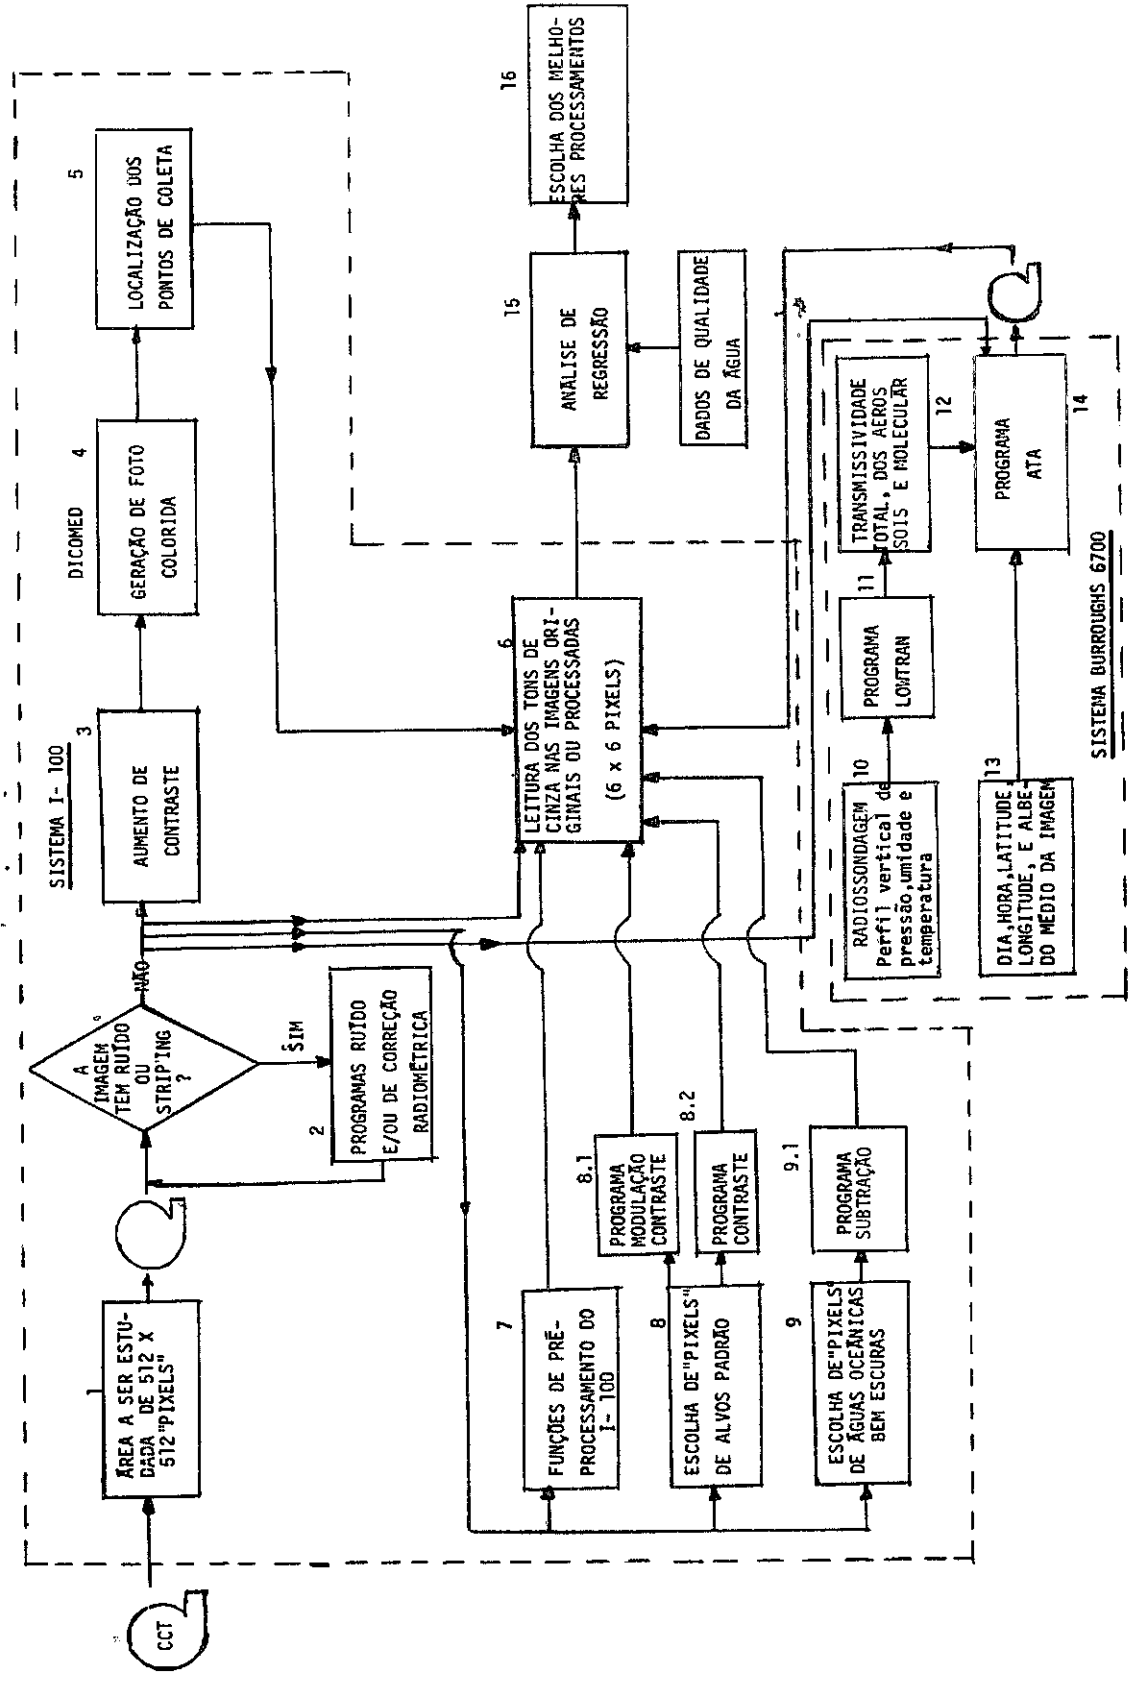 CCT
1
ÁREA A SER ESTU-
DADA DE 512 X
512 "PIXELS"
A
IMAGEM
TEM RUÍDO
OU
STRIP'ING
?
NÃO
SIM
2
PROGRAMAS RUÍDO
E/OU DE CORREÇÃO
RADIOMÉTRICA
SISTEMA I- 100
3
AUMENTO DE
CONTRASTE
DICOMED
4
GERAÇÃO DE FOTO
COLORIDA
5
LOCALIZAÇÃO DOS
PONTOS DE COLETA
6
LEITURA DOS TONS DE
CINZA NAS IMAGENS ORI-
GINAIS OU PROCESSADAS
(6 x 6 PIXELS)
7
FUNÇÕES DE PRÉ-
PROCESSAMENTO DO
I- 100
8
ESCOLHA DE"PIXELS"
DE ALVOS PADRÃO
8.1
PROGRAMA
MODULAÇÃO
CONTRASTE
8.2
PROGRAMA
CONTRASTE
9
ESCOLHA DE"PIXELS"
DE ÁGUAS OCEÂNICAS
BEM ESCURAS
9.1
PROGRAMA
SUBTRAÇÃO
10
RADIOSSONDAGEM
Perfil vertical de
pressão,umidade e
temperatura
11
PROGRAMA
LOWTRAN
12
TRANSMISSIVIDADE
TOTAL, DOS AEROS
SOIS E MOLECULAR
13
DIA,HORA,LATITUDE,
LONGITUDE, E ALBE-
DO MÉDIO DA IMAGEM
14
PROGRAMA
ATA
SISTEMA BURROUGHS 6700
15
ANÁLISE DE
REGRESSÃO
DADOS DE QUALIDADE
DA ÁGUA
16
ESCOLHA DOS MELHO-
RES PROCESSAMENTOS